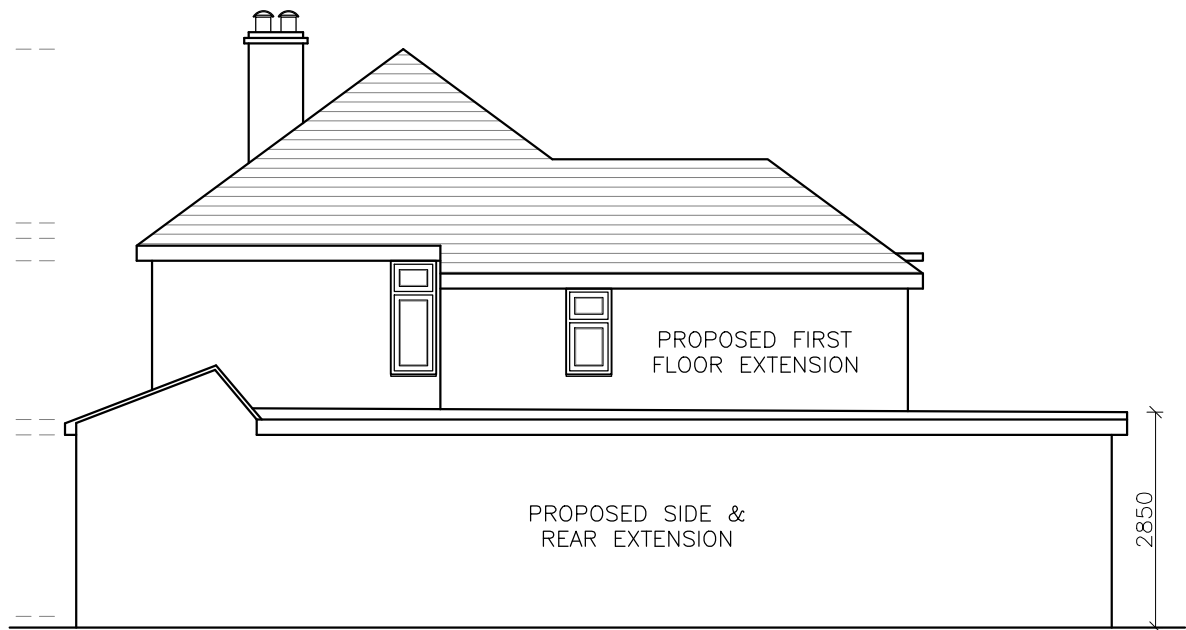 PROPOSED FIRST
FLOOR EXTENSION
PROPOSED SIDE &
REAR EXTENSION
2850